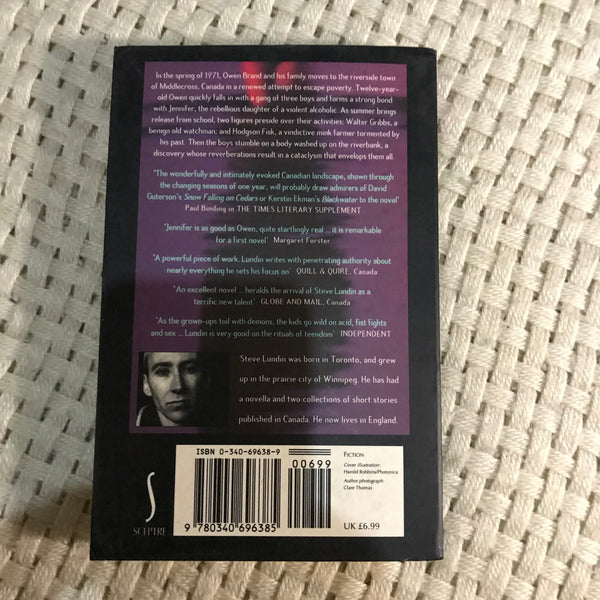 In the spring of 1971, Owen Brand and his family moves to the riverside town
of Middlecross, Canada in a renewed attempt to escape poverty. Twelve-year-
old Owen quickly falls in with a gang of three boys and forms a strong bond
with Jennifer, the rebellious daughter of a violent alcoholic. As summer brings
release from school, two figures preside over their activities: Walter Gribbs, a
benign old watchman; and Hodgson Fisk, a vindictive mink farmer tormented by
his past. Then the boys stumble on a body washed up on the riverbank, a
discovery whose reverberations result in a cataclysm that envelops them all.
'The wonderfully and intimately evoked Canadian landscape, shown through
the changing seasons of one year, will probably draw admirers of David
Guterson's Snow Falling on Cedars or Kerstin Ekman's Blackwater to the novel'
Paul Binding in THE TIMES LITERARY SUPPLEMENT
'Jennifer is as good as Owen, quite startlingly real ... it is remarkable
for a first novel' Margaret Forster
'A powerful piece of work. Lundin writes with penetrating authority about
nearly everything he sets his focus on' QUILL & QUIRE, Canada
'An excellent novel ... heralds the arrival of Steve Lundin as a
terrific new talent'. GLOBE AND MAIL, Canada
'As the grown-ups toil with demons, the kids go wild on acid, fist fights
and sex ... Lundin is very good on the rituals of teendom' INDEPENDENT
Steve Lundin was born in Toronto, and grew
up in the prairie city of Winnipeg. He has had
a novella and two collections of short stories
published in Canada. He now lives in England.
ISBN 0-340-69638-9
00699
9 780340 696385
FICTION
Cover illustration:
Harold Robbins/Photonica
Author photograph:
Clare Thomas
UK £6.99
S
SCEPTRE